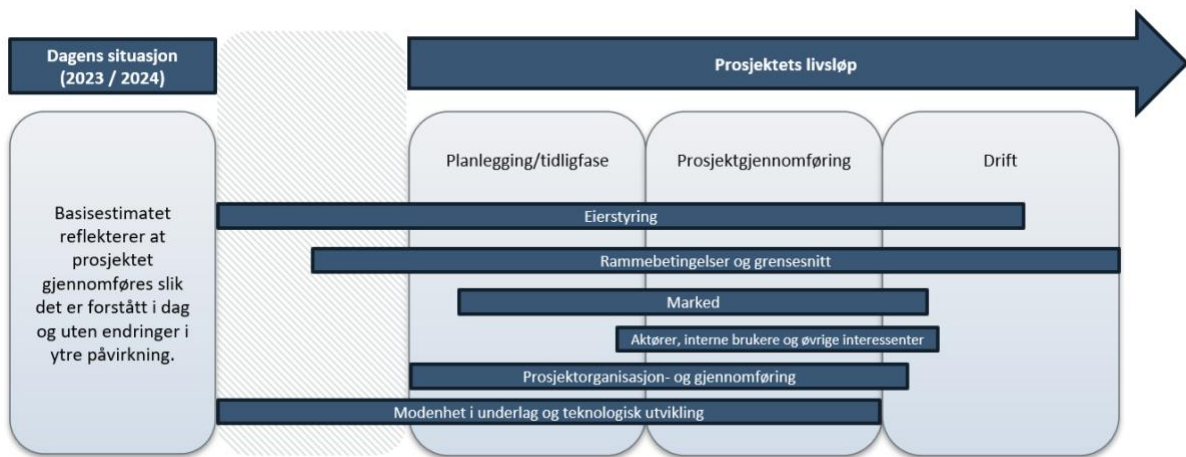 Dagens situasjon
(2023 / 2024)
Prosjektets livsløp
Planlegging/tidligfase
Prosjektgjennomføring
Drift
Basisestimatet
reflekterer at
prosjektet
gjennomføres slik
det er forstått i dag
og uten endringer i
ytre påvirkning.
Eierstyring
Rammebetingelser og grensesnitt
Marked
Aktører, interne brukere og øvrige interessenter
Prosjektorganisasjon- og gjennomføring
Modenhet i underlag og teknologisk utvikling